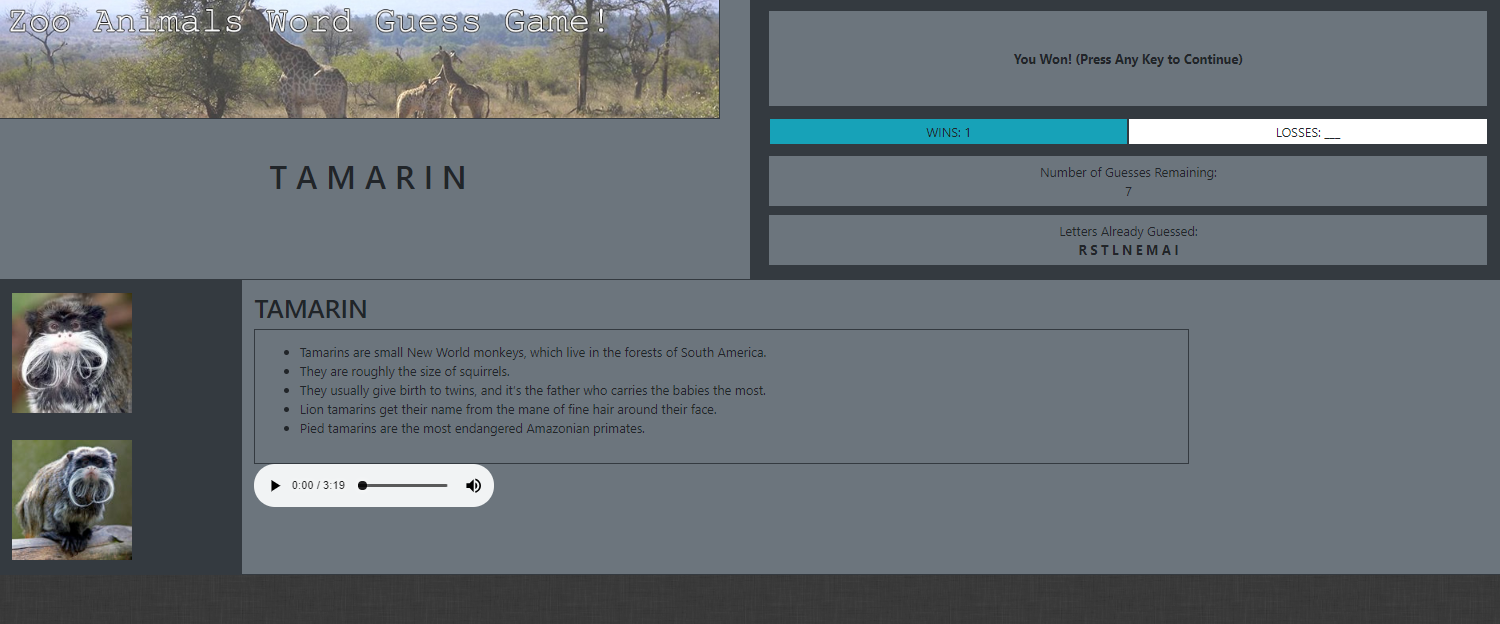 Zoo Animals Word Guess Game!
T A M A R I N
You Won! (Press Any Key to Continue)
WINS: 1
LOSSES: ___
Number of Guesses Remaining:
7
Letters Already Guessed:
R S T L N E M A I
TAMARIN
• Tamarins are small New World monkeys, which live in the forests of South America.
• They are roughly the size of squirrels.
• They usually give birth to twins, and it's the father who carries the babies the most.
• Lion tamarins get their name from the mane of fine hair around their face.
• Pied tamarins are the most endangered Amazonian primates.
0:00 / 3:19